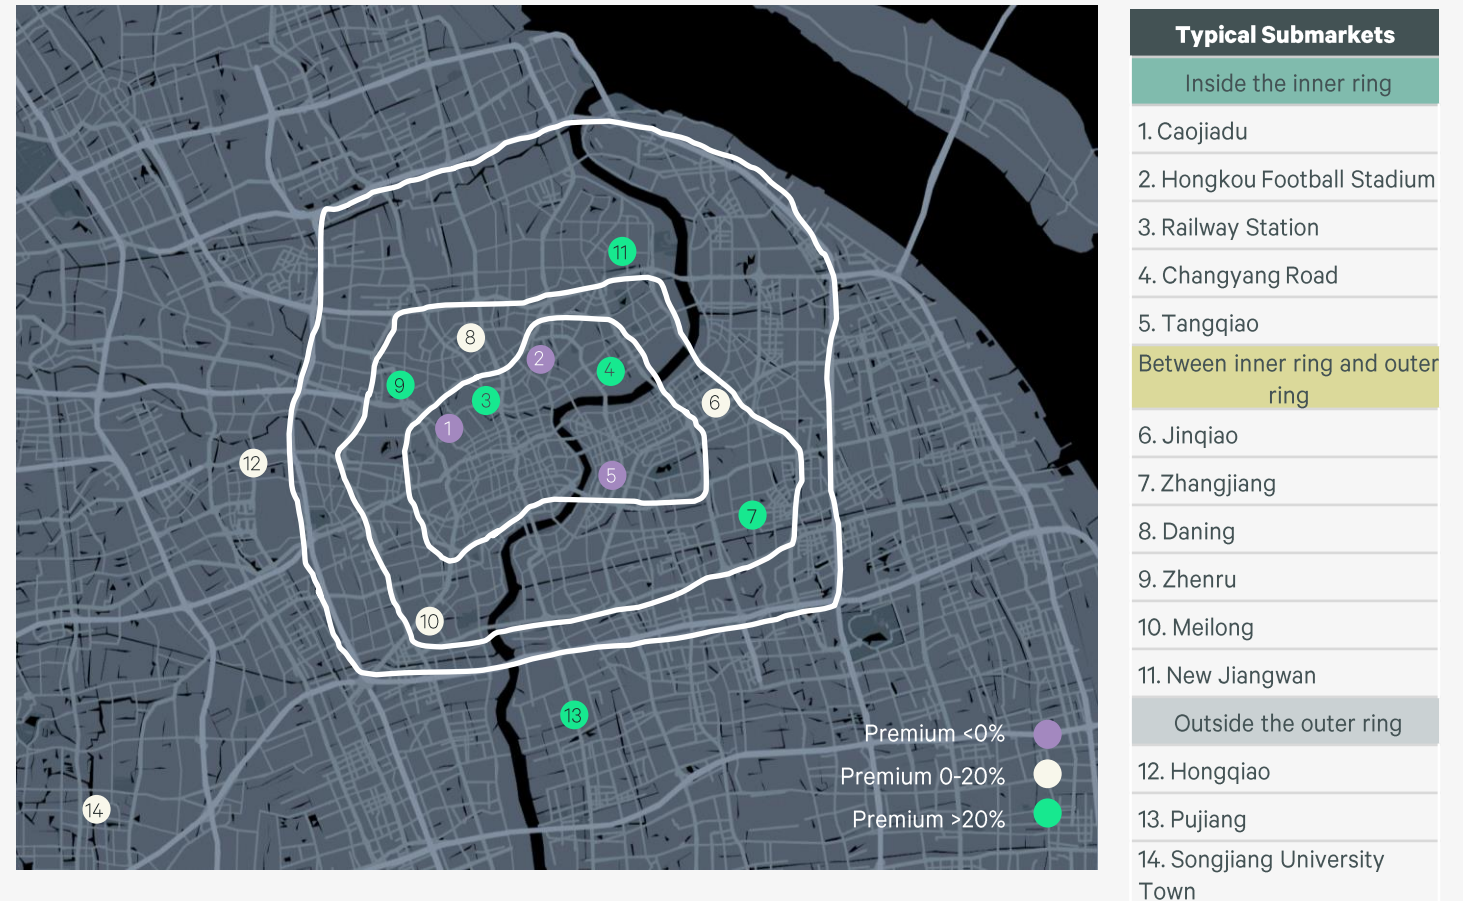 11
8
2
9
4
3
6
1
12
5
7
10
13
14
Premium <0%
Premium 0-20%
Premium >20%
Typical Submarkets
Inside the inner ring
1. Caojiadu
2. Hongkou Football Stadium
3. Railway Station
4. Changyang Road
5. Tangqiao
Between inner ring and outer
ring
6. Jinqiao
7. Zhangjiang
8. Daning
9. Zhenru
10. Meilong
11. New Jiangwan
Outside the outer ring
12. Hongqiao
13. Pujiang
14. Songjiang University
Town